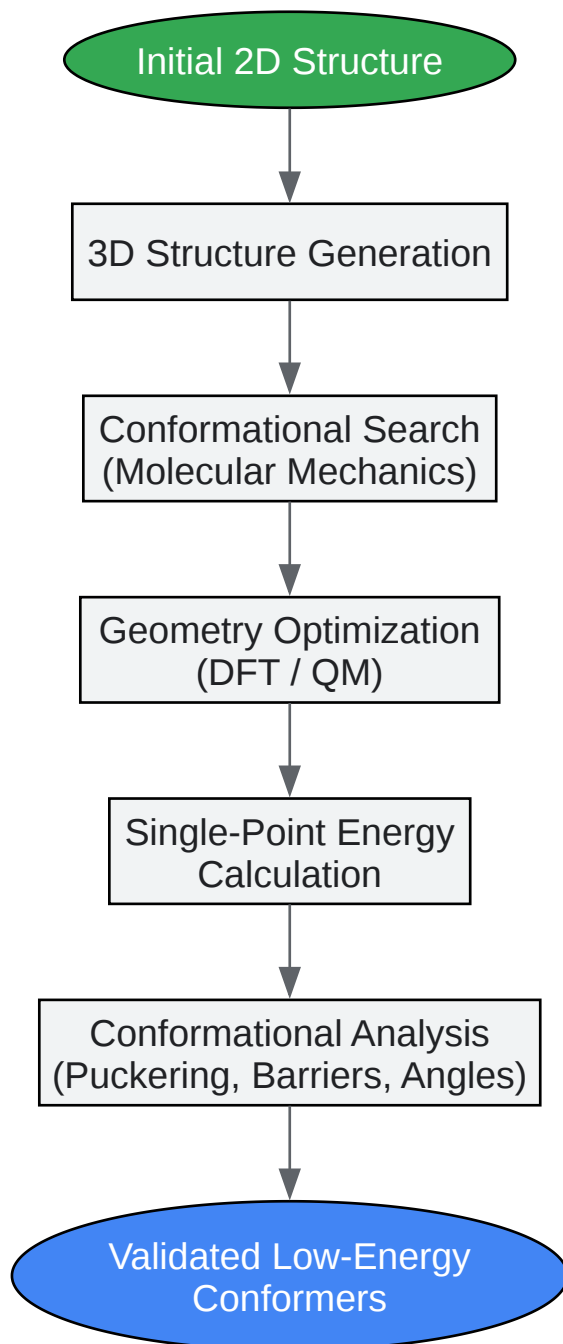 Initial 2D Structure
3D Structure Generation
Conformational Search
(Molecular Mechanics)
Geometry Optimization
(DFT / QM)
Single-Point Energy
Calculation
Conformational Analysis
(Puckering, Barriers, Angles)
Validated Low-Energy
Conformers